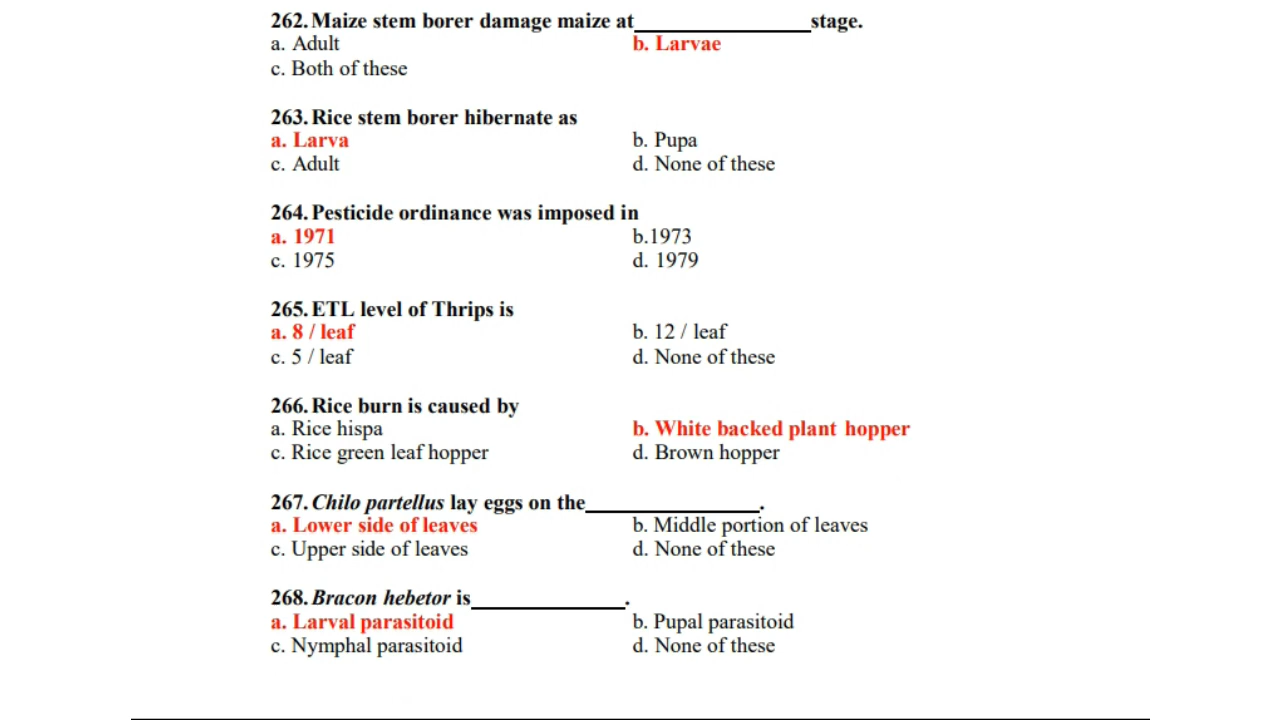 262. Maize stem borer damage maize at________________stage.
a. Adult b. Larvae
c. Both of these
263. Rice stem borer hibernate as
a. Larva b. Pupa
c. Adult d. None of these
264. Pesticide ordinance was imposed in
a. 1971 b.1973
c. 1975 d. 1979
265. ETL level of Thrips is
a. 8 / leaf b. 12 / leaf
c. 5 / leaf d. None of these
266. Rice burn is caused by
a. Rice hispa b. White backed plant hopper
c. Rice green leaf hopper d. Brown hopper
267. Chilo partellus lay eggs on the________________.
a. Lower side of leaves b. Middle portion of leaves
c. Upper side of leaves d. None of these
268. Bracon hebetor is______________.
a. Larval parasitoid b. Pupal parasitoid
c. Nymphal parasitoid d. None of these